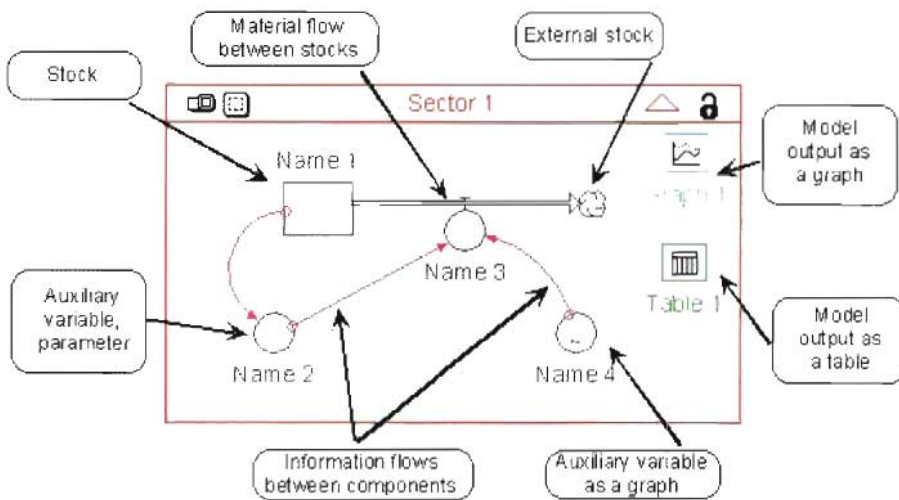 Material flow
between stocks
External stock
Stock
Sector 1
Model
output as
a graph
Name 1
Graph 1
Name 3
Auxiliary
variable,
parameter
Table 1
Model
output as
a table
Name 2
Name 4
Information flows
between components
Auxiliary variable
as a graph